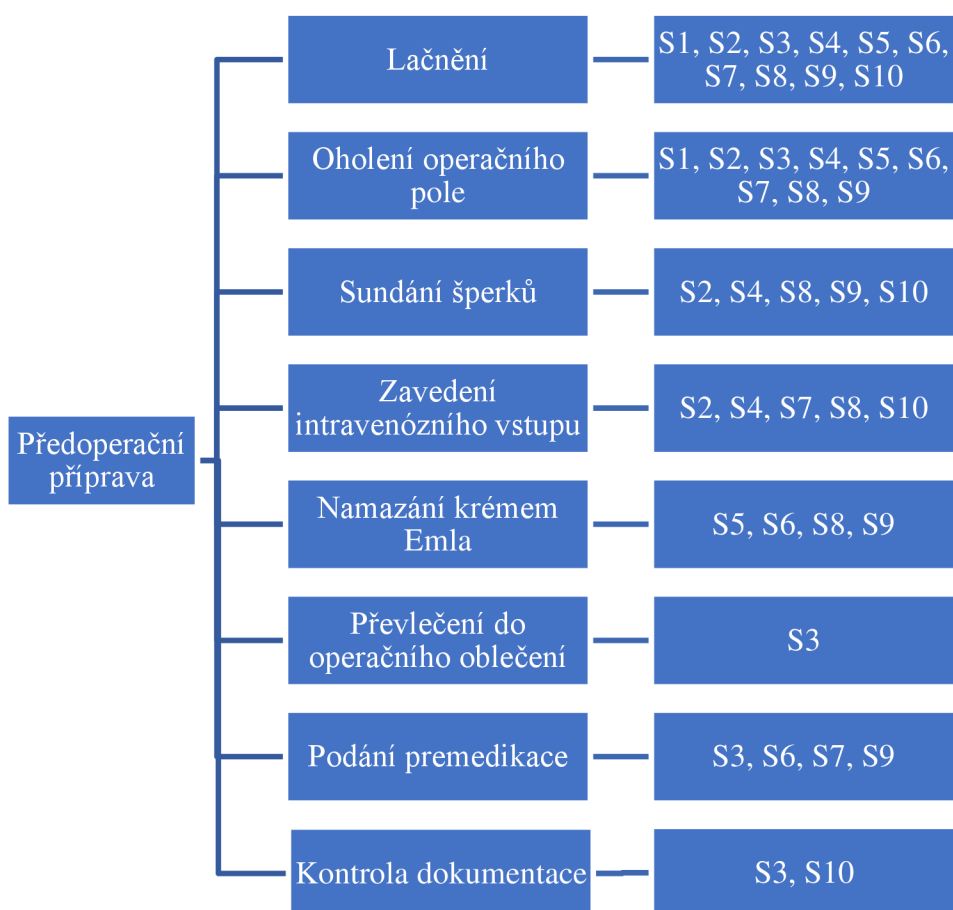 Předoperační
příprava
Lačnění
S1, S2, S3, S4, S5, S6,
S7, S8, S9, S10
Oholení operačního
pole
S1, S2, S3, S4, S5, S6,
S7, S8, S9
Sundání šperků
S2, S4, S8, S9, S10
Zavedení
intravenózního vstupu
S2, S4, S7, S8, S10
Namazání krémem
Emla
S5, S6, S8, S9
Převlečení do
operačního oblečení
S3
Podání premedikace
S3, S6, S7, S9
Kontrola dokumentace
S3, S10